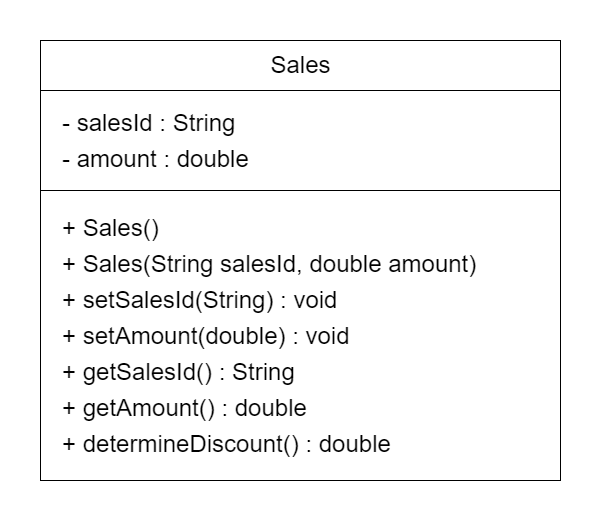 Sales
- salesId : String
- amount : double
+ Sales()
+ Sales(String salesId, double amount)
+ setSalesId(String) : void
+ setAmount(double) : void
+ getSalesId() : String
+ getAmount() : double
+ determineDiscount() : double